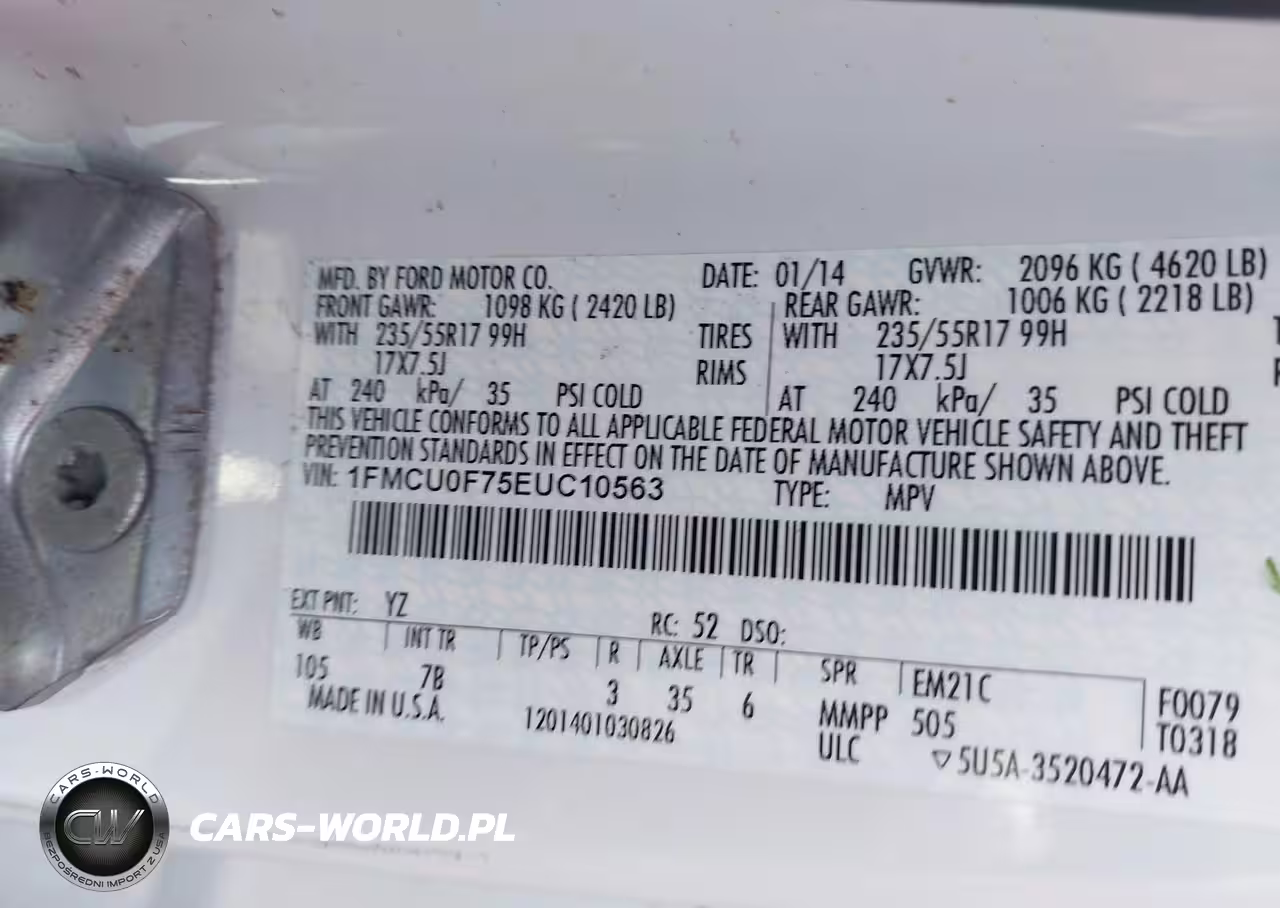 MFD. BY FORD MOTOR CO. DATE: 01/14 GVWR: 2096 KG ( 4620 LB)
FRONT GAWR: 1098 KG ( 2420 LB) REAR GAWR: 1006 KG ( 2218 LB)
WITH 235/55R17 99H TIRES WITH 235/55R17 99H
17X7.5J RIMS 17X7.5J
AT 240 kPa/ 35 PSI COLD AT 240 kPa/ 35 PSI COLD
THIS VEHICLE CONFORMS TO ALL APPLICABLE FEDERAL MOTOR VEHICLE SAFETY AND THEFT
PREVENTION STANDARDS IN EFFECT ON THE DATE OF MANUFACTURE SHOWN ABOVE.
VIN: 1FMCU0F75EUC10563 TYPE: MPV
EXT PNT: YZ RC: 52 DSO:
WB INT TR TP/PS R AXLE TR SPR EM21C
105 7B 3 35 6 MMPP 505 F0079
MADE IN U.S.A. 1201401030826 ULC T0318
▽5U5A-3520472-AA
CARS-WORLD
CW
BEZPOŚREDNI IMPORT Z USA
CARS-WORLD.PL